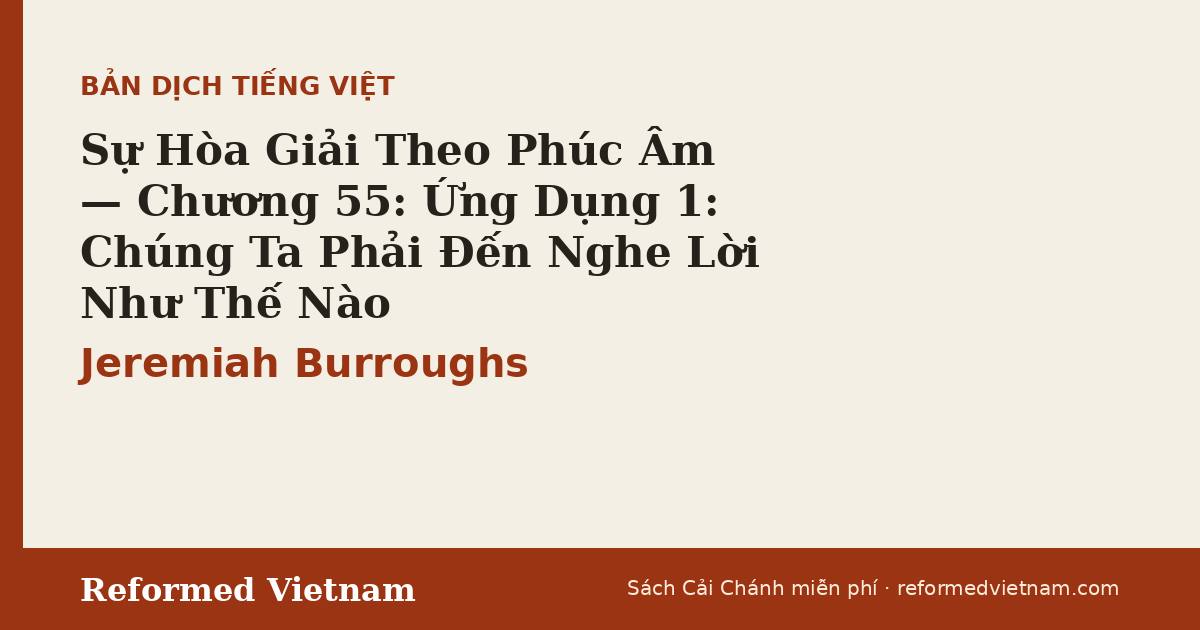 BẢN DỊCH TIẾNG VIỆT
Sự Hòa Giải Theo Phúc Âm
— Chương 55: Ứng Dụng 1:
Chúng Ta Phải Đến Nghe Lời
Như Thế Nào
Jeremiah Burroughs
Reformed Vietnam
Sách Cải Chánh miễn phí · reformedvietnam.com